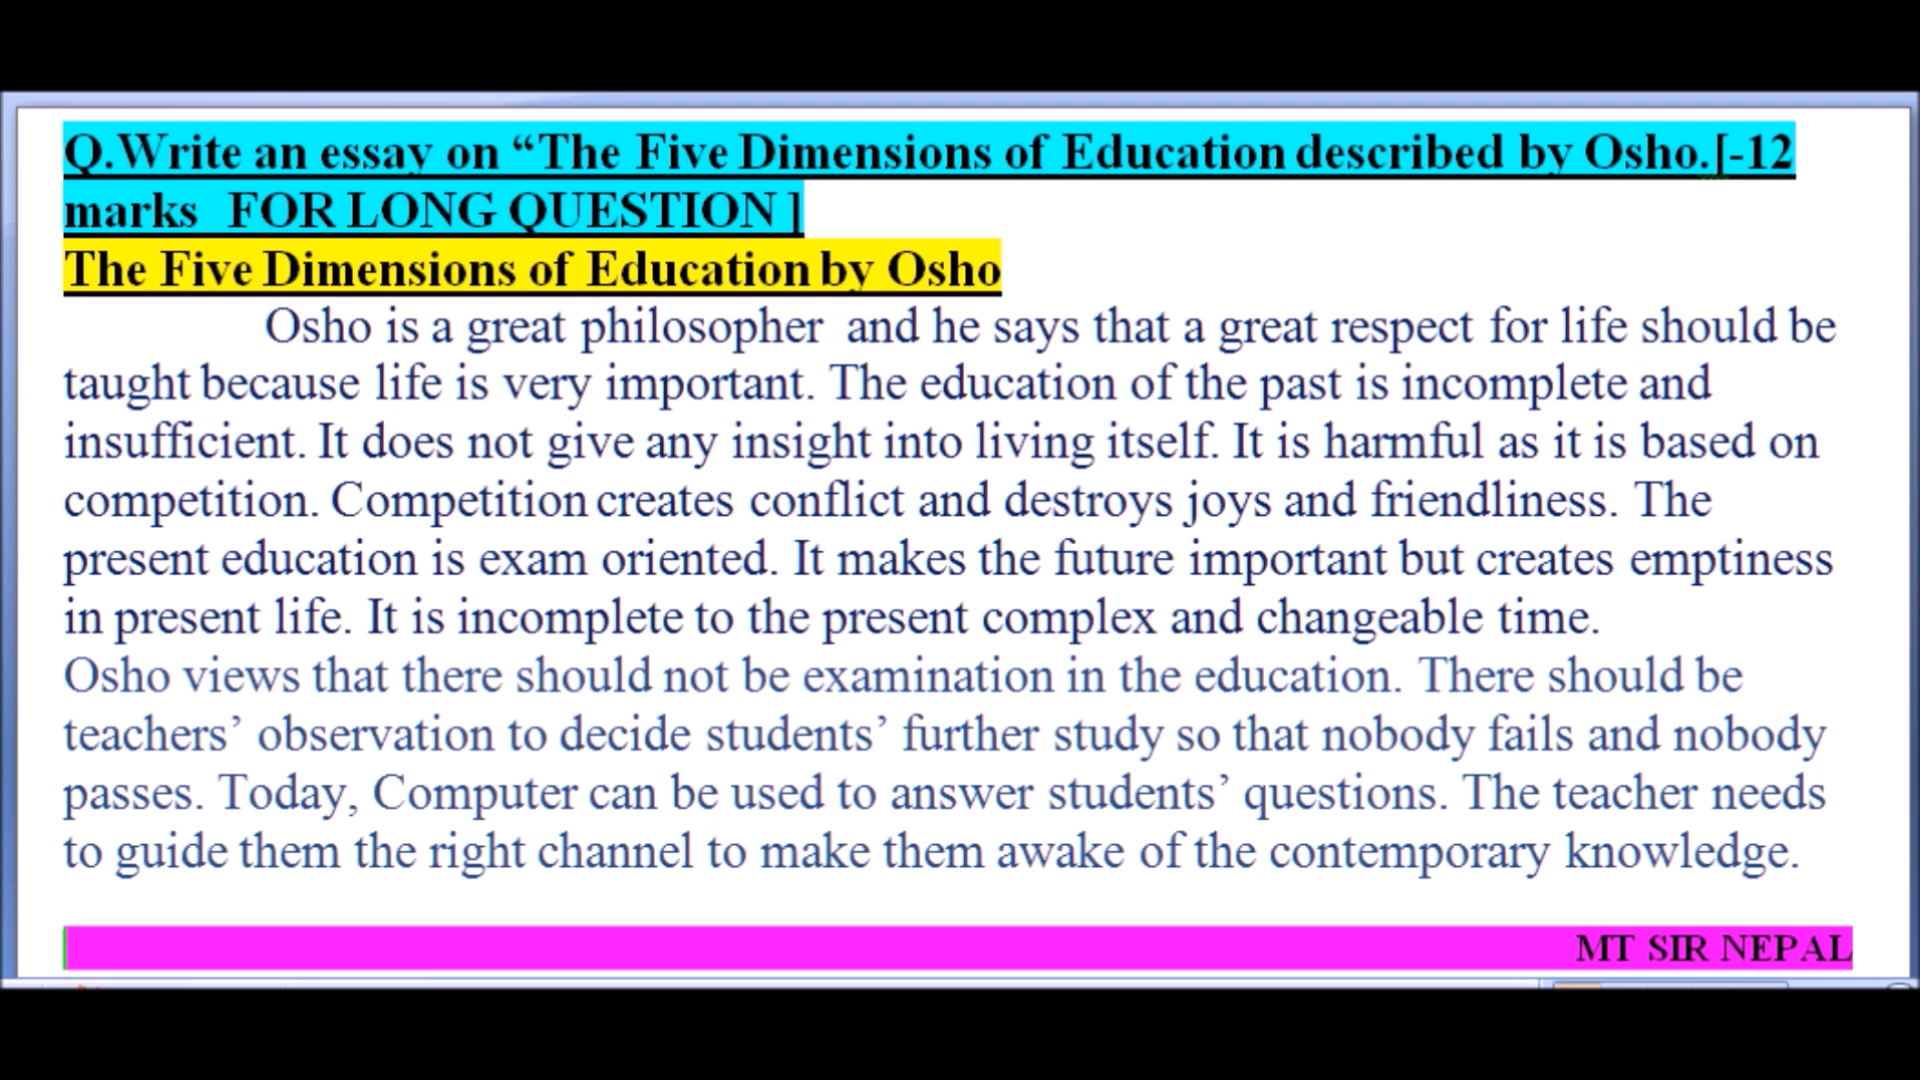 Q.Write an essay on “The Five Dimensions of Education described by Osho.[-12
marks FOR LONG QUESTION ]
The Five Dimensions of Education by Osho
Osho is a great philosopher and he says that a great respect for life should be
taught because life is very important. The education of the past is incomplete and
insufficient. It does not give any insight into living itself. It is harmful as it is based on
competition. Competition creates conflict and destroys joys and friendliness. The
present education is exam oriented. It makes the future important but creates emptiness
in present life. It is incomplete to the present complex and changeable time.
Osho views that there should not be examination in the education. There should be
teachers’ observation to decide students’ further study so that nobody fails and nobody
passes. Today, Computer can be used to answer students’ questions. The teacher needs
to guide them the right channel to make them awake of the contemporary knowledge.
MT SIR NEPAL